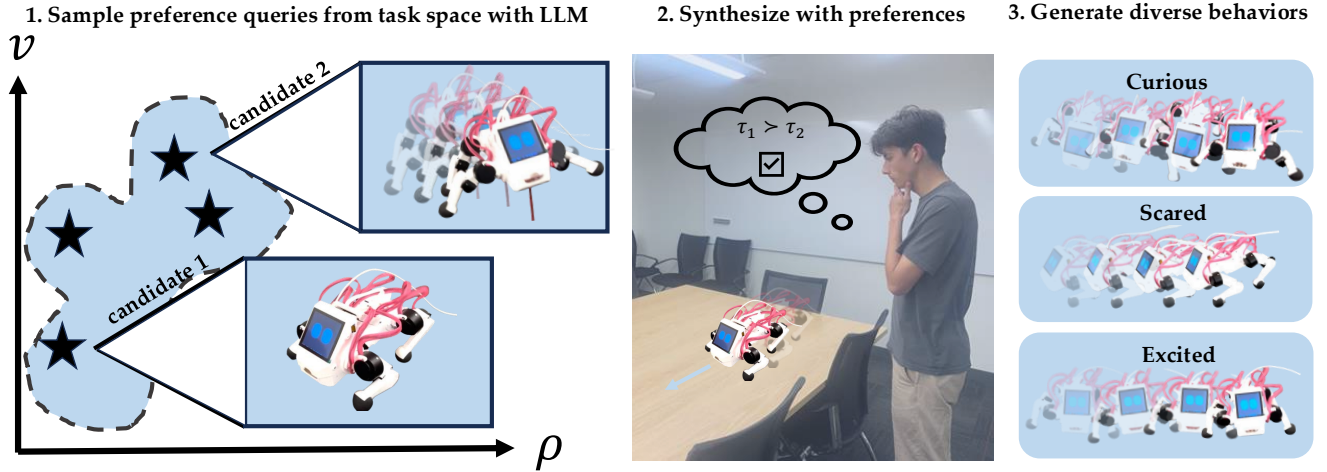 1. Sample preference queries from task space with LLM
v
candidate 2
candidate 1
ρ
2. Synthesize with preferences
τ₁ ≻ τ₂
3. Generate diverse behaviors
Curious
Scared
Excited